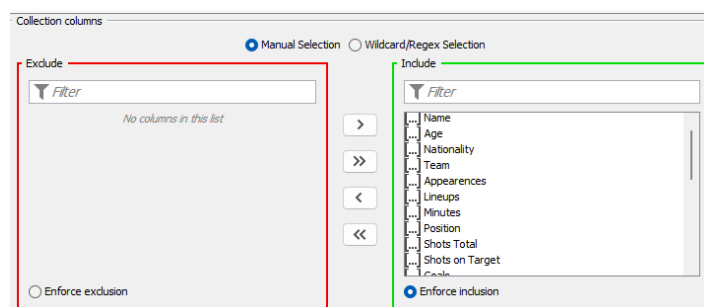 Collection columns
Manual Selection Wildcard/Regex Selection
Exclude
Filter
No columns in this list
Enforce exclusion
>
>>
<
<<
Include
Filter
[...] Name
[...] Age
[...] Nationality
[...] Team
[...] Appearences
[...] Lineups
[...] Minutes
[...] Position
[...] Shots Total
[...] Shots on Target
[...] Goals
Enforce inclusion